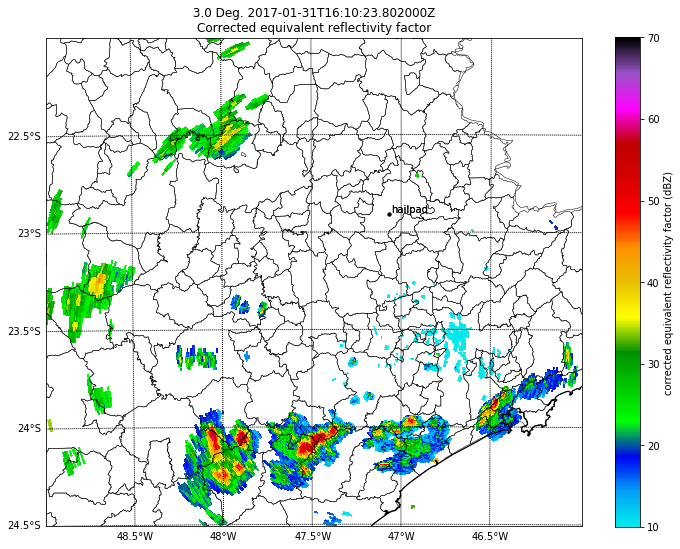 3.0 Deg. 2017-01-31T16:10:23.802000Z
Corrected equivalent reflectivity factor
22.5°S
23°S
23.5°S
24°S
24.5°S
48.5°W
48°W
47.5°W
47°W
46.5°W
hailpad
70
60
50
40
30
20
10
corrected equivalent reflectivity factor (dBZ)